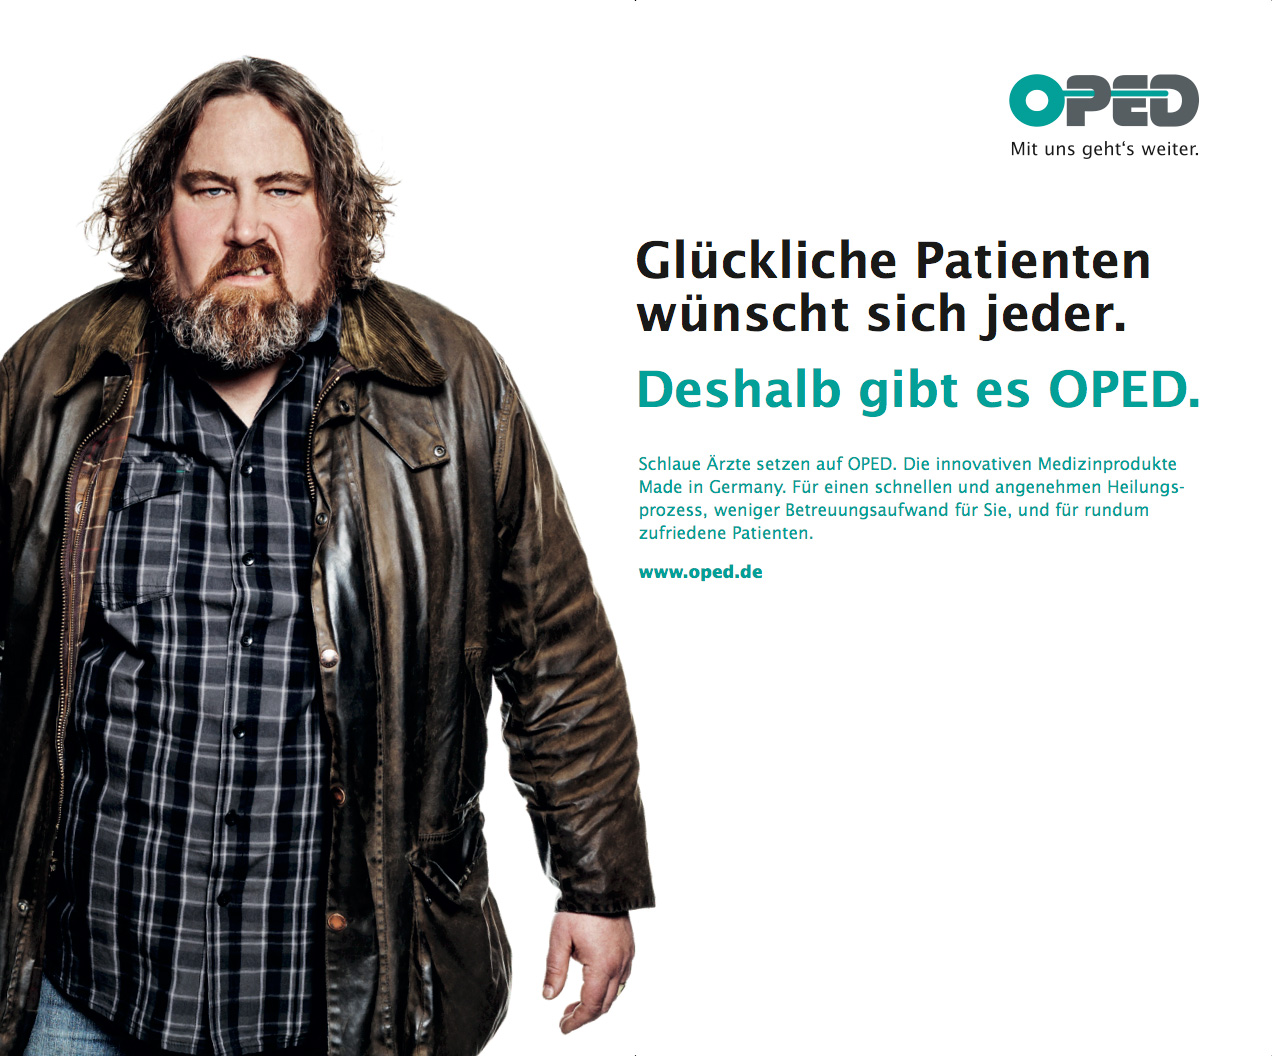 OPED
Mit uns geht‘s weiter.
Glückliche Patienten
wünscht sich jeder.
Deshalb gibt es OPED.
Schlaue Ärzte setzen auf OPED. Die innovativen Medizinprodukte
Made in Germany. Für einen schnellen und angenehmen Heilungs-
prozess, weniger Betreuungsaufwand für Sie, und für rundum
zufriedene Patienten.
www.oped.de